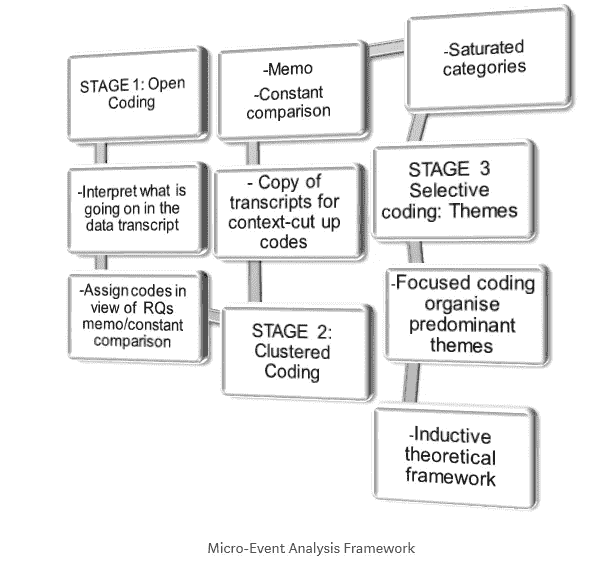 STAGE 1: Open
Coding
-Interpret what is
going on in the
data transcript
-Assign codes in
view of RQs
memo/constant
comparison
STAGE 2:
Clustered
Coding
- Copy of
transcripts for
context-cut up
codes
-Memo
-Constant
comparison
-Saturated
categories
STAGE 3
Selective
coding: Themes
-Focused coding
organise
predominant
themes
-Inductive
theoretical
framework
Micro-Event Analysis Framework